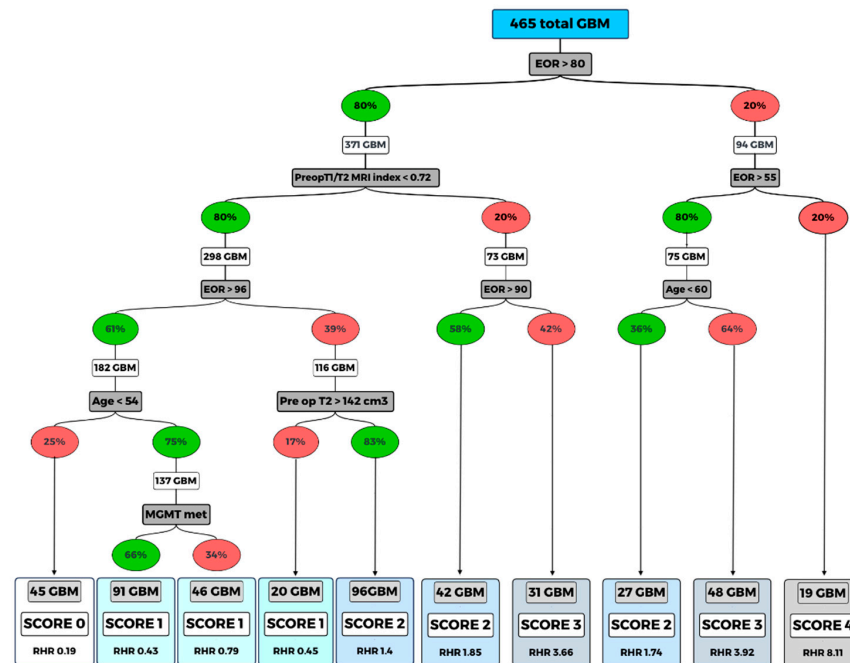 465 total GBM
EOR > 80
80%
20%
371 GBM
94 GBM
PreopT1/T2 MRI index < 0.72
EOR > 55
80%
20%
80%
20%
298 GBM
73 GBM
75 GBM
EOR > 96
EOR > 90
Age < 60
61%
39%
58%
42%
36%
64%
182 GBM
116 GBM
Age < 54
Pre op T2 > 142 cm3
25%
75%
17%
83%
137 GBM
MGMT met
66%
34%
45 GBM
91 GBM
46 GBM
20 GBM
96GBM
42 GBM
31 GBM
27 GBM
48 GBM
19 GBM
SCORE 0
SCORE 1
SCORE 1
SCORE 1
SCORE 2
SCORE 2
SCORE 3
SCORE 2
SCORE 3
SCORE 4
RHR 0.19
RHR 0.43
RHR 0.79
RHR 0.45
RHR 1.4
RHR 1.85
RHR 3.66
RHR 1.74
RHR 3.92
RHR 8.11